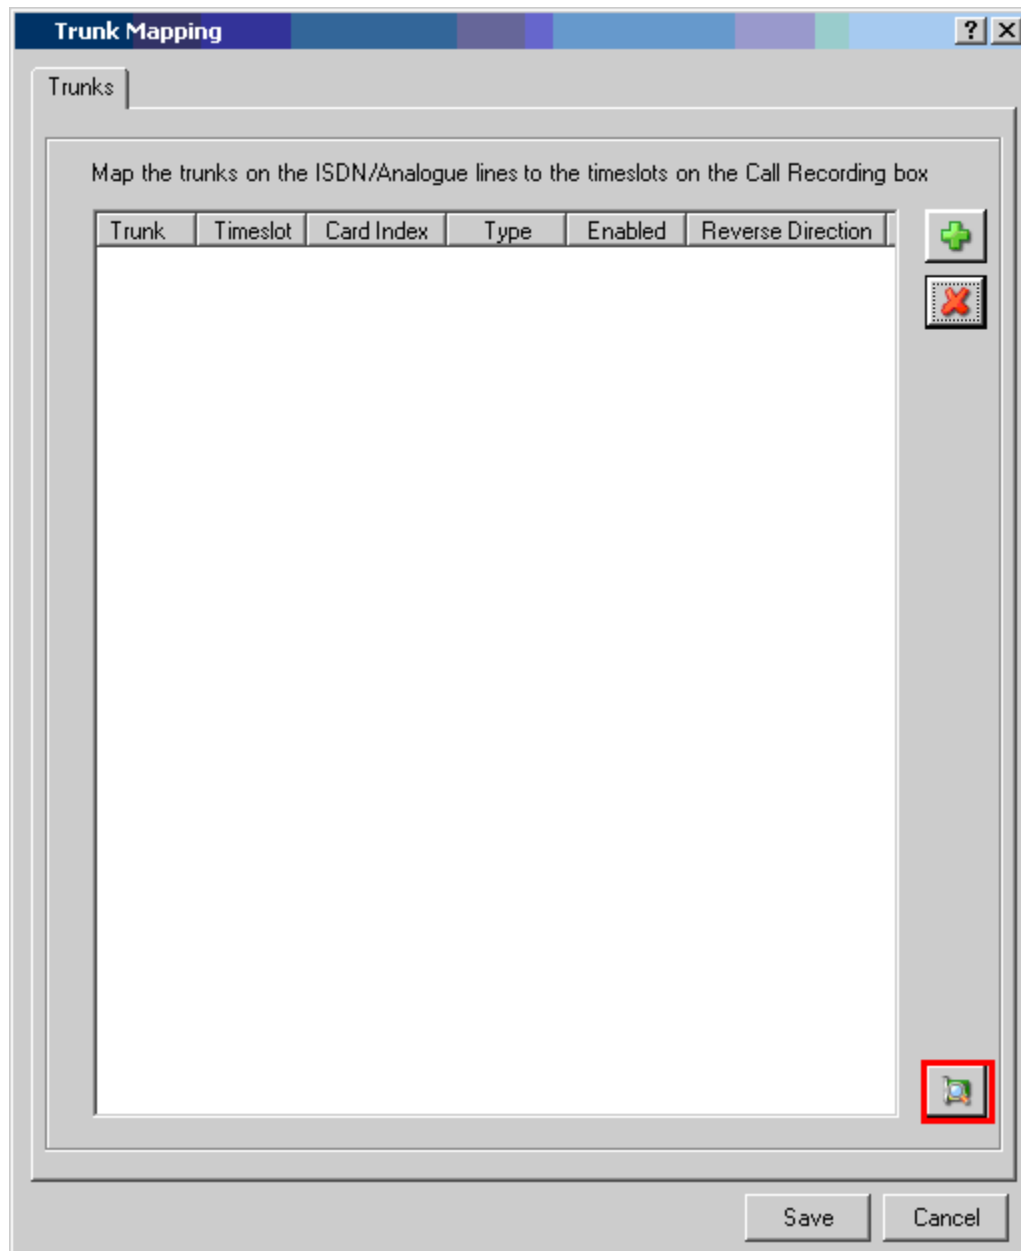 Trunk Mapping
?
Trunks
Map the trunks on the ISDN/Analogue lines to the timeslots on the Call Recording box
Trunk Timeslot Card Index Type Enabled Reverse Direction
Save Cancel